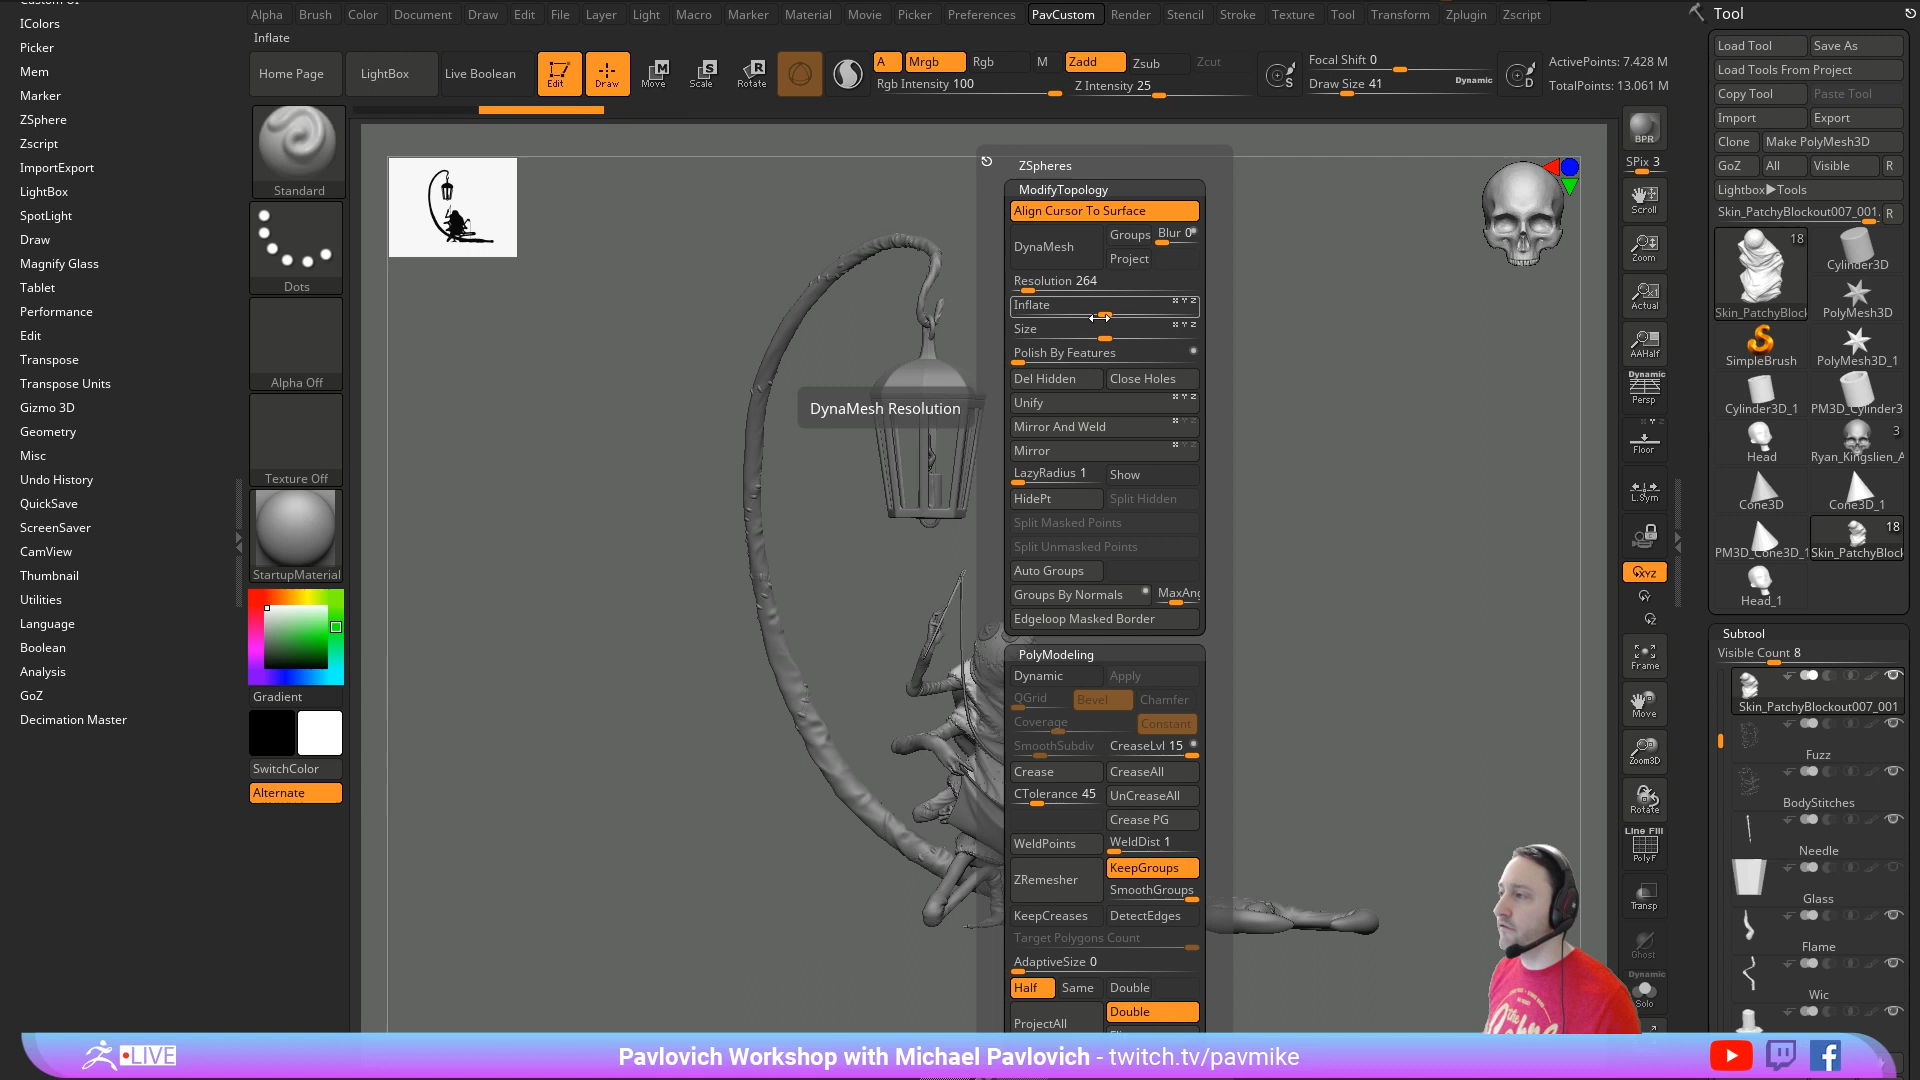 Alpha Brush Color Document Draw Edit File Layer Light Macro Marker Material Movie Picker Preferences PavCustom Render Stencil Stroke Texture Tool Transform Zplugin Zscript
Inflate
Home Page
LightBox
Live Boolean
Edit
Draw
Move
Scale
Rotate
A
Mrgb
Rgb
M
Rgb Intensity 100
Zadd
Zsub
Zcut
Z Intensity 25
S
Focal Shift 0
Draw Size 41
Dynamic
D
ActivePoints: 7.428 M
TotalPoints: 13.061 M
IColors
Picker
Mem
Marker
ZSphere
Zscript
ImportExport
LightBox
SpotLight
Draw
Magnify Glass
Tablet
Performance
Edit
Transpose
Transpose Units
Gizmo 3D
Geometry
Misc
Undo History
QuickSave
ScreenSaver
CamView
Thumbnail
Utilities
Language
Boolean
Analysis
GoZ
Decimation Master
Standard
Dots
Alpha Off
Texture Off
StartupMaterial
Gradient
SwitchColor
Alternate
DynaMesh Resolution
ZSpheres
ModifyTopology
Align Cursor To Surface
DynaMesh
Groups
Blur 0
Project
Resolution 264
Inflate
Size
Polish By Features
Del Hidden
Close Holes
Unify
Mirror And Weld
Mirror
LazyRadius 1
Show
HidePt
Split Hidden
Split Masked Points
Split Unmasked Points
Auto Groups
Groups By Normals
MaxAng
Edgeloop Masked Border
PolyModeling
Dynamic
Apply
QGrid
Bevel
Chamfer
Coverage
Constant
SmoothSubdiv
CreaseLvl 15
Crease
CreaseAll
CTolerance 45
UnCreaseAll
Crease PG
WeldPoints
WeldDist 1
ZRemesher
KeepGroups
SmoothGroups
KeepCreases
DetectEdges
Target Polygons Count
AdaptiveSize 0
Half
Same
Double
ProjectAll
Double
BPR
SPix 3
Scroll
Zoom
Actual
AAHalf
Dynamic
Persp
Floor
L.Sym
XYZ
Y
Z
Frame
Move
Zoom3D
Rotate
Line Fill
PolyF
Transp
Ghost
Dynamic
Solo
Tool
Load Tool
Save As
Load Tools From Project
Copy Tool
Paste Tool
Import
Export
Clone
Make PolyMesh3D
GoZ
All
Visible
R
Lightbox▶Tools
Skin_PatchyBlockout007_001.
R
18
Skin_PatchyBlock
Cylinder3D
PolyMesh3D
SimpleBrush
PolyMesh3D_1
Cylinder3D_1
PM3D_Cylinder3
Head
3
Ryan_Kingslien_A
Cone3D
Cone3D_1
PM3D_Cone3D_1
18
Skin_PatchyBlock
Head_1
Subtool
Visible Count 8
Skin_PatchyBlockout007_001
Fuzz
BodyStitches
Needle
Glass
Flame
Wic
LIVE
Pavlovich Workshop with Michael Pavlovich - twitch.tv/pavmike